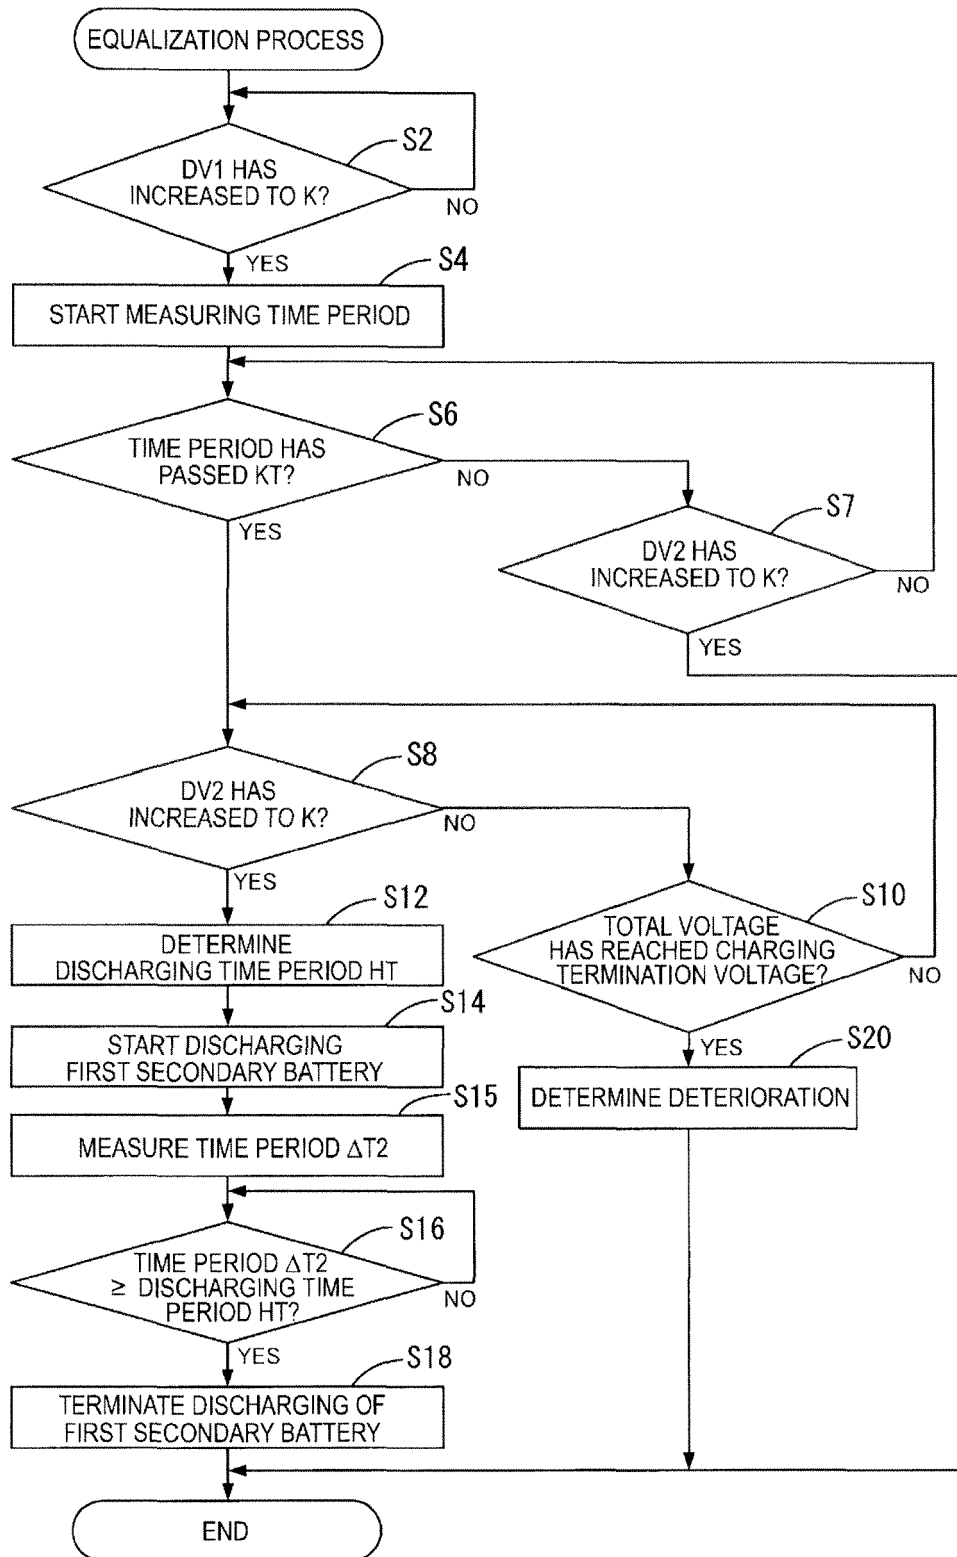 EQUALIZATION PROCESS
S2
DV1 HAS
INCREASED TO K?
NO
YES
S4
START MEASURING TIME PERIOD
S6
TIME PERIOD HAS
PASSED KT?
NO
YES
S7
DV2 HAS
INCREASED TO K?
NO
YES
S8
DV2 HAS
INCREASED TO K?
NO
YES
S10
TOTAL VOLTAGE
HAS REACHED CHARGING
TERMINATION VOLTAGE?
NO
YES
S12
DETERMINE
DISCHARGING TIME PERIOD HT
S14
START DISCHARGING
FIRST SECONDARY BATTERY
S20
DETERMINE DETERIORATION
S15
MEASURE TIME PERIOD ΔT2
S16
TIME PERIOD ΔT2
≥ DISCHARGING TIME
PERIOD HT?
NO
YES
S18
TERMINATE DISCHARGING OF
FIRST SECONDARY BATTERY
END